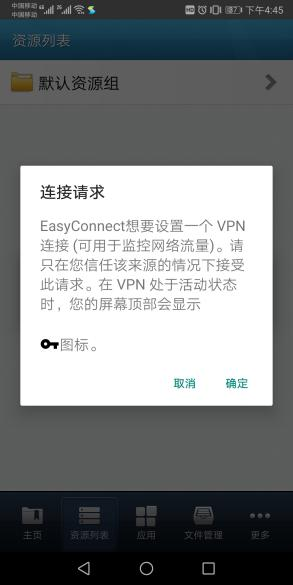 中国移动
中国移动
HD
87
下午4:45
资源列表
默认资源组
连接请求
EasyConnect想要设置一个 VPN
连接 (可用于监控网络流量)。请
只在您信任该来源的情况下接受
此请求。在 VPN 处于活动状态
时，您的屏幕顶部会显示
图标。
取消
确定
主页
资源列表
应用
文件管理
更多